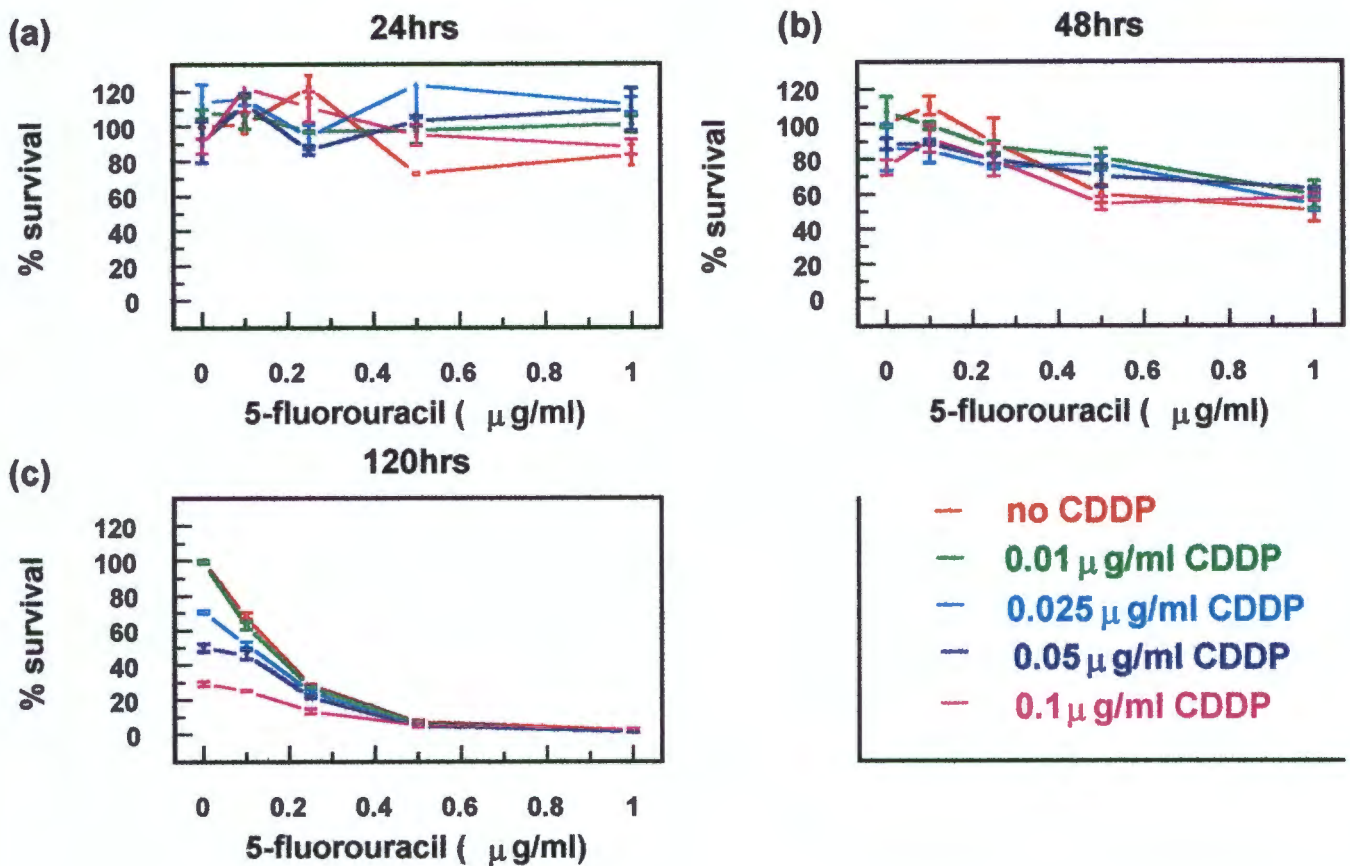 (a)
24hrs
% survival
120
100
80
60
40
20
0
0 0.2 0.4 0.6 0.8 1
5-fluorouracil ( μg/ml)
(b)
48hrs
% survival
120
100
80
60
40
20
0
0 0.2 0.4 0.6 0.8 1
5-fluorouracil ( μg/ml)
(c)
120hrs
% survival
120
100
80
60
40
20
0
0 0.2 0.4 0.6 0.8 1
5-fluorouracil ( μg/ml)
no CDDP
0.01 μg/ml CDDP
0.025 μg/ml CDDP
0.05 μg/ml CDDP
0.1 μg/ml CDDP